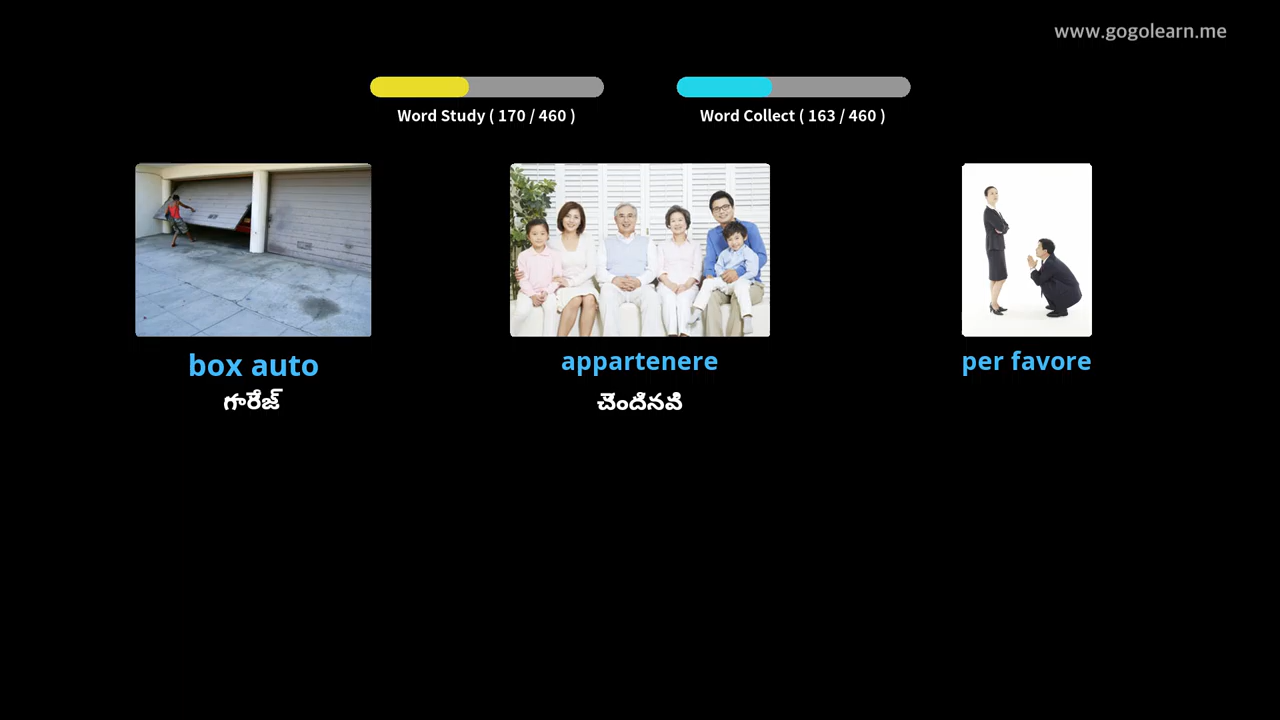 www.gogolearn.me
Word Study ( 170 / 460 )
Word Collect ( 163 / 460 )
box auto
గారేజ్
appartenere
చెందినవి
per favore